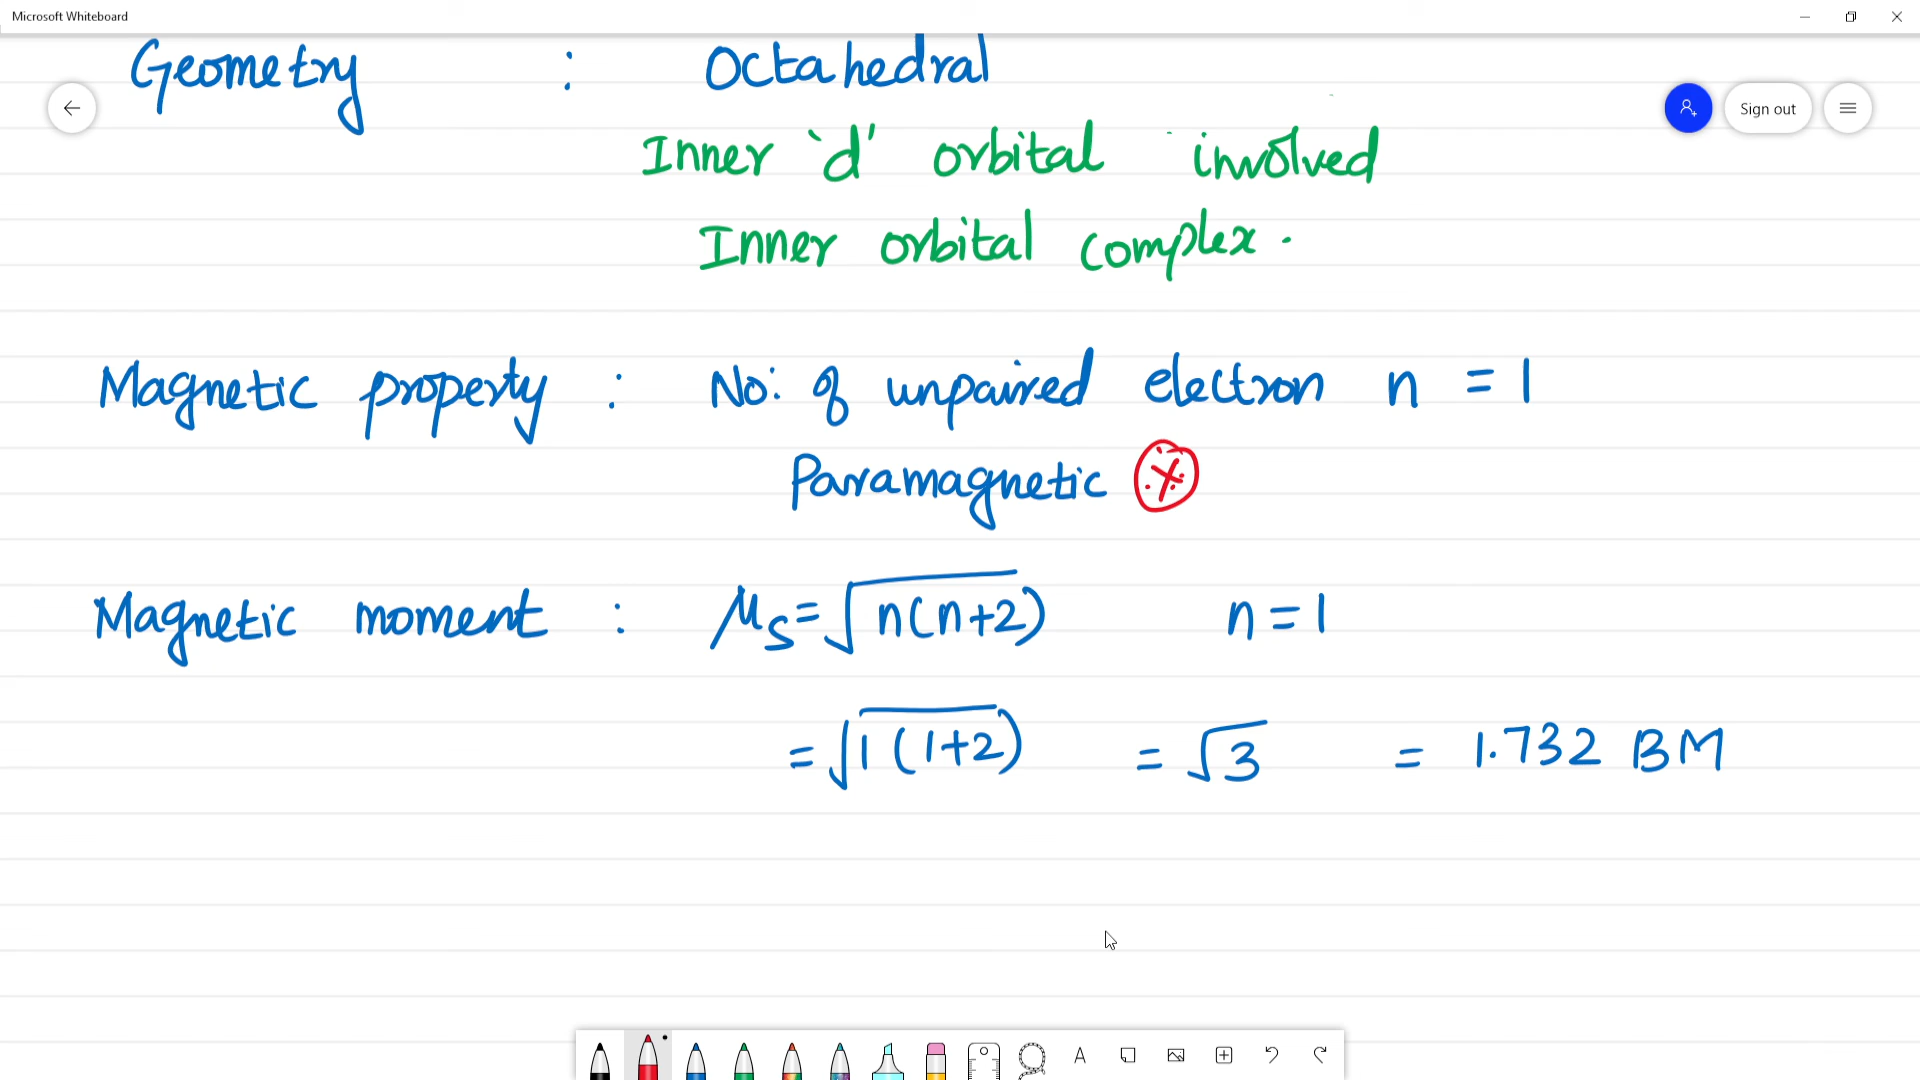 Microsoft Whiteboard
Geometry : Octahedral
Sign out
Inner 'd' orbital involved
Inner orbital complex.
Magnetic property : No: of unpaired electron n = 1
Paramagnetic
Magnetic moment : μs = √n(n+2) n = 1
= √1(1+2) = √3 = 1.732 BM
A